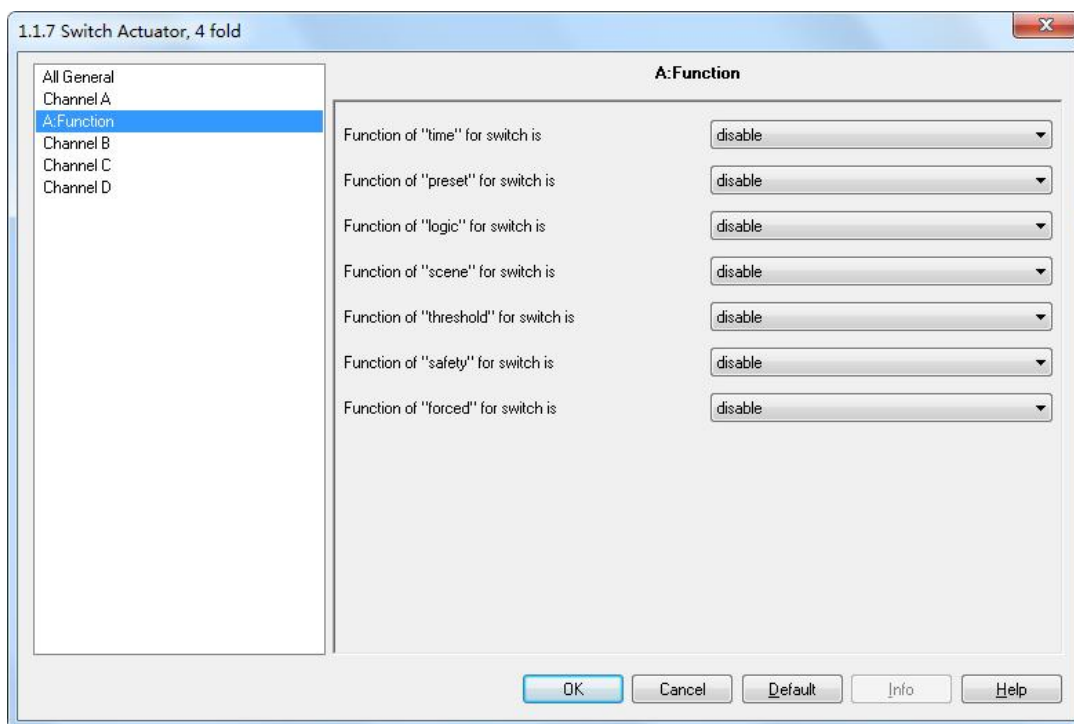 1.1.7 Switch Actuator, 4 fold
All General
Channel A
A:Function
Channel B
Channel C
Channel D
A:Function
Function of "time" for switch is disable
Function of "preset" for switch is disable
Function of "logic" for switch is disable
Function of "scene" for switch is disable
Function of "threshold" for switch is disable
Function of "safety" for switch is disable
Function of "forced" for switch is disable
OK Cancel Default Info Help